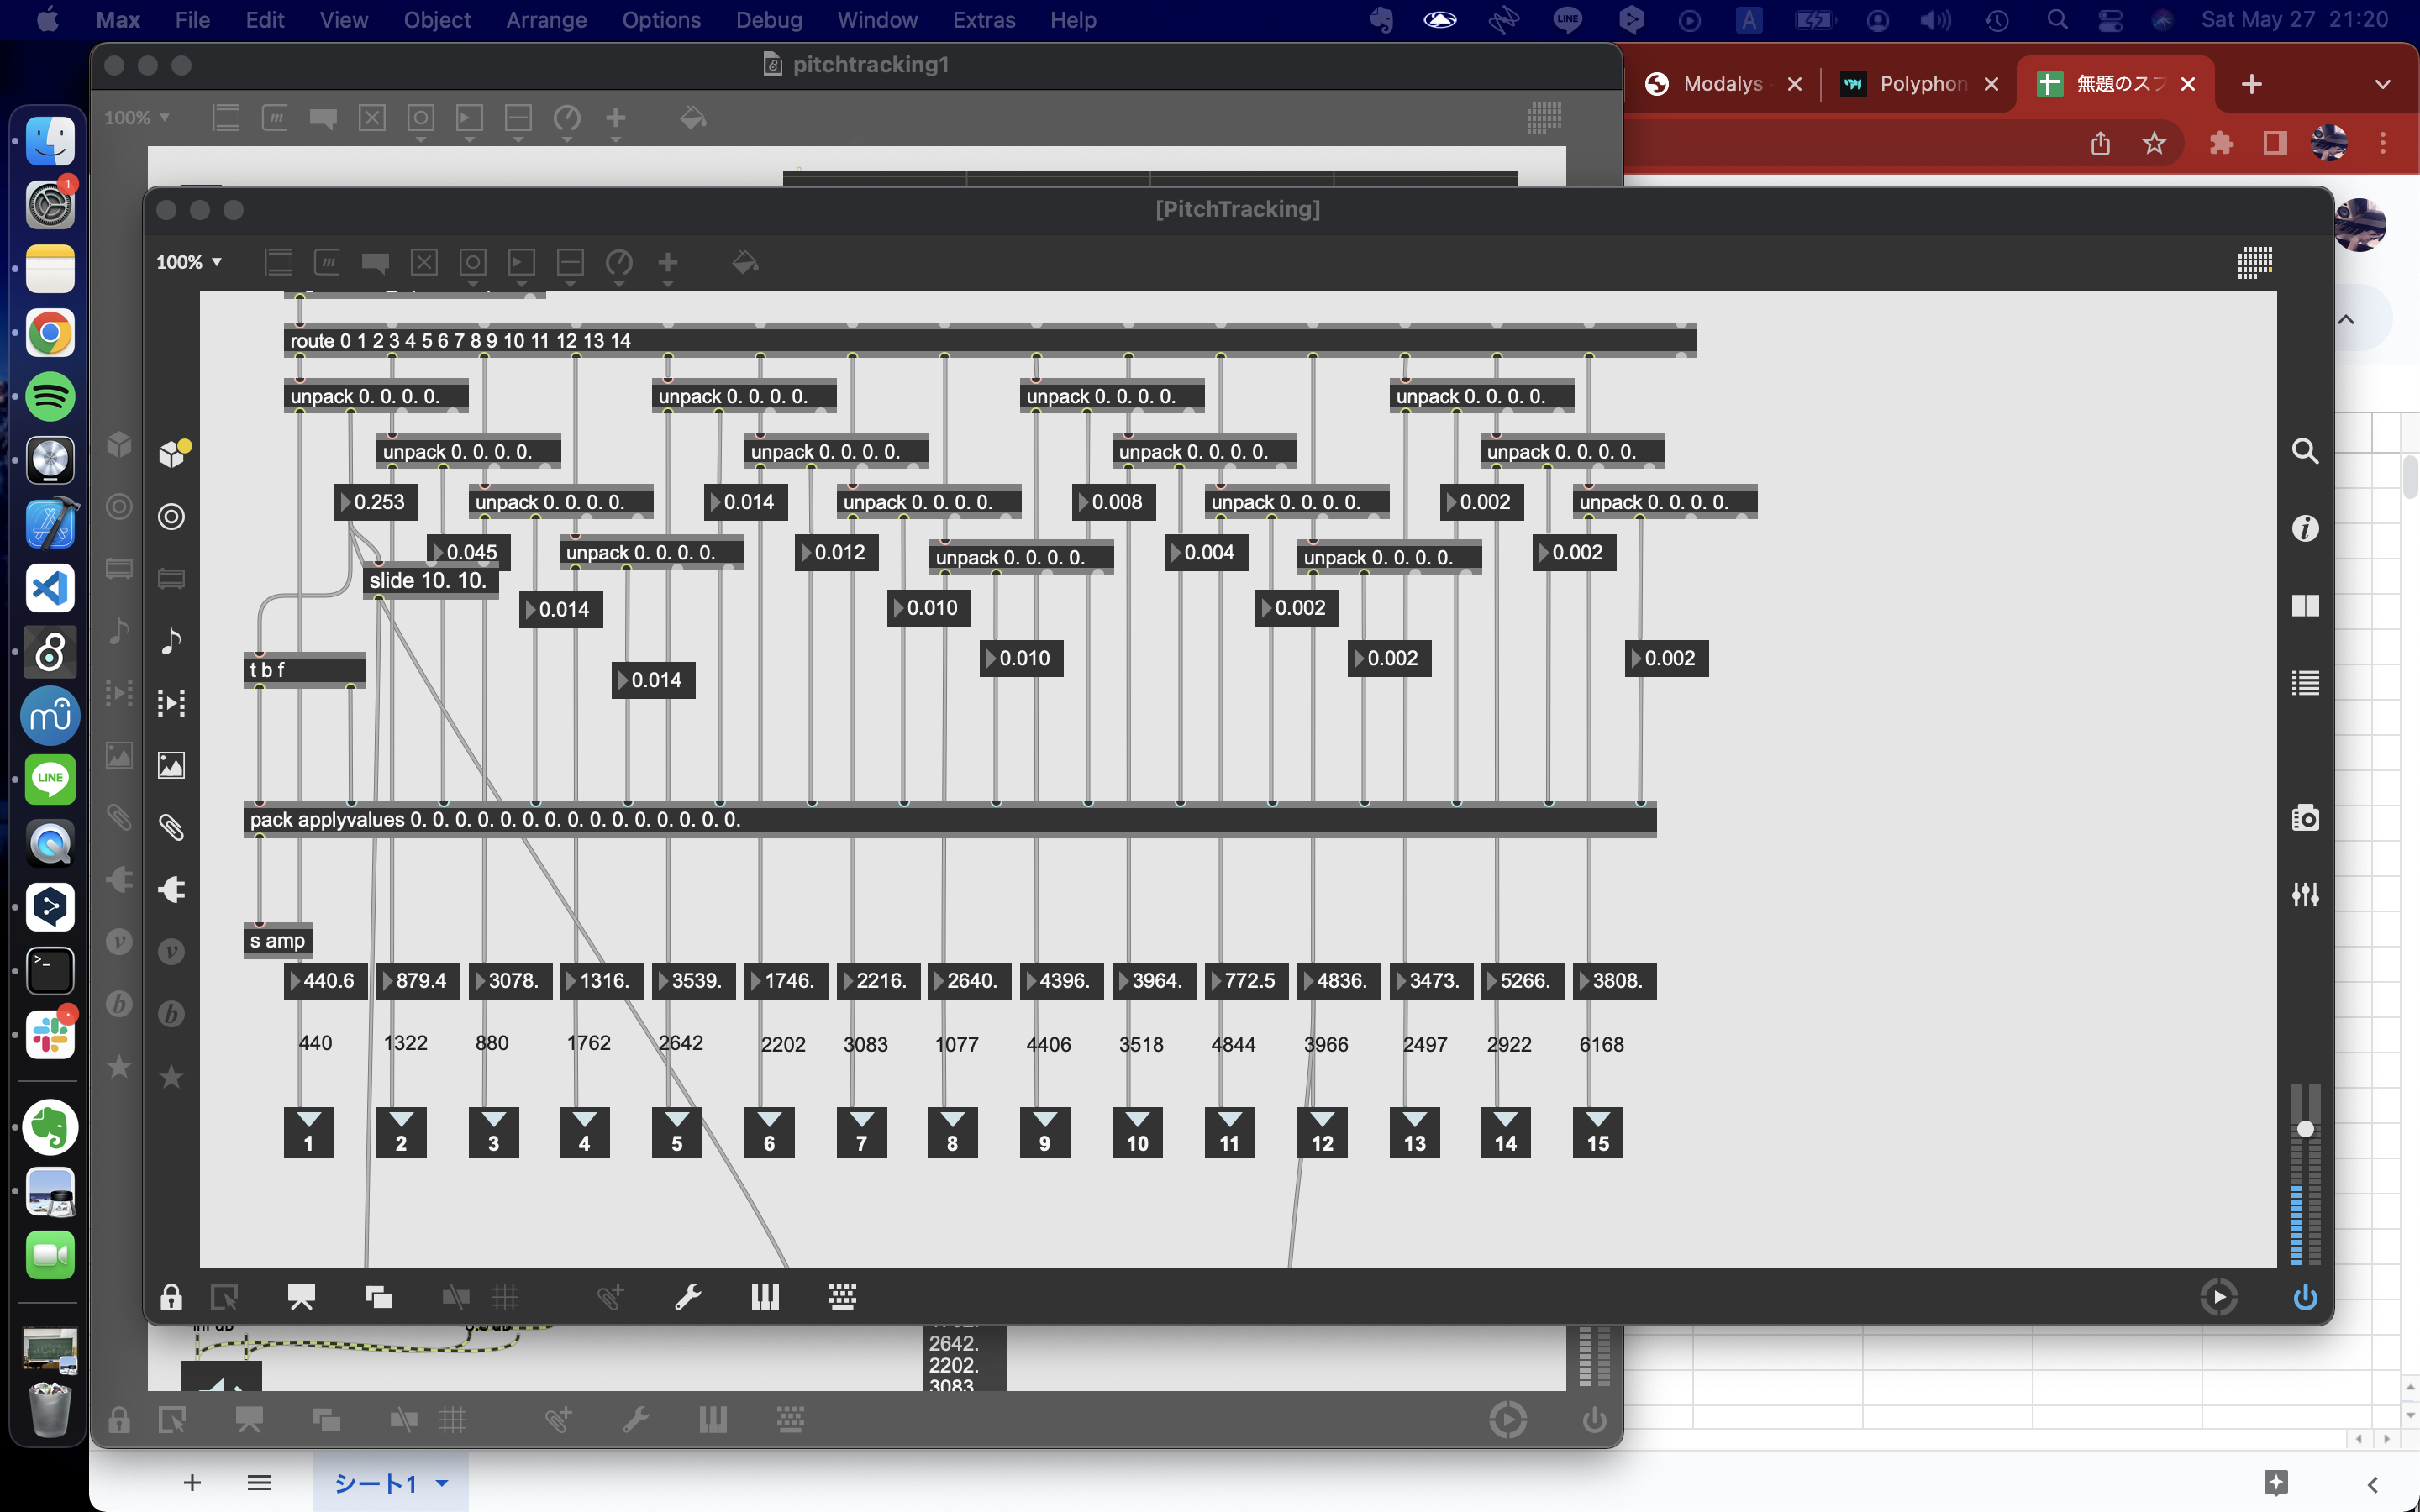 Max File Edit View Object Arrange Options Debug Window Extras Help LINE A Sat May 27 21:20
pitchtracking1
Modalys Polyphon 無題のスプ
100%
[PitchTracking]
100%
route 0 1 2 3 4 5 6 7 8 9 10 11 12 13 14
unpack 0. 0. 0. 0. unpack 0. 0. 0. 0. unpack 0. 0. 0. 0. unpack 0. 0. 0. 0.
unpack 0. 0. 0. 0. unpack 0. 0. 0. 0. unpack 0. 0. 0. 0. unpack 0. 0. 0. 0.
0.253 unpack 0. 0. 0. 0. 0.014 unpack 0. 0. 0. 0. 0.008 unpack 0. 0. 0. 0. 0.002 unpack 0. 0. 0. 0.
0.045 unpack 0. 0. 0. 0. 0.012 unpack 0. 0. 0. 0. 0.004 unpack 0. 0. 0. 0. 0.002
slide 10. 10.
0.014 0.010 0.002
t b f 0.014 0.010 0.002 0.002
pack applyvalues 0. 0. 0. 0. 0. 0. 0. 0. 0. 0. 0. 0. 0. 0. 0.
s amp
440.6 879.4 3078. 1316. 3539. 1746. 2216. 2640. 4396. 3964. 772.5 4836. 3473. 5266. 3808.
440 1322 880 1762 2642 2202 3083 1077 4406 3518 4844 3966 2497 2922 6168
1 2 3 4 5 6 7 8 9 10 11 12 13 14 15
2642.
2202.
3083
シート1
1
LINE